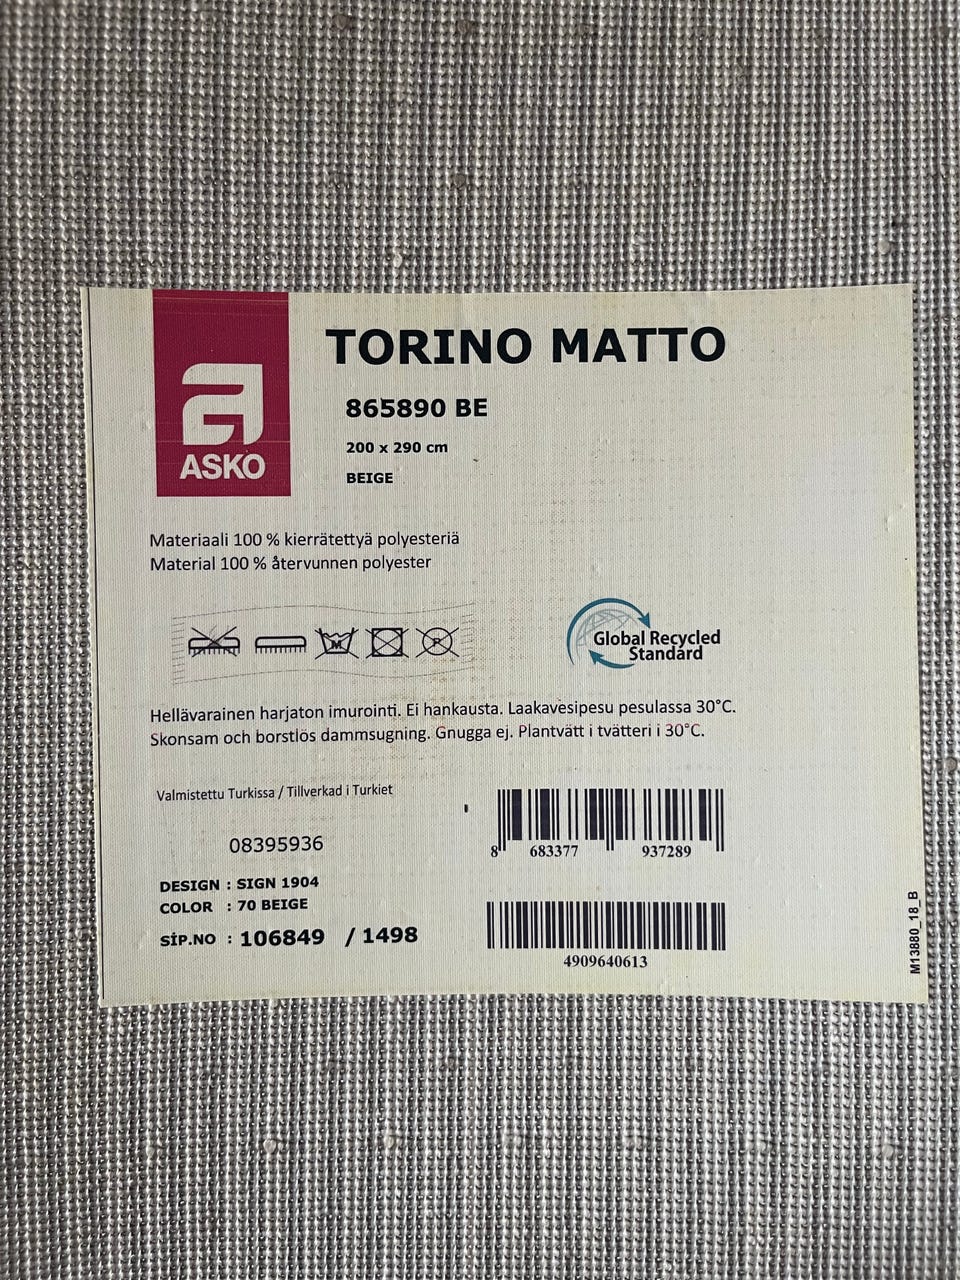 ASKO
TORINO MATTO
865890 BE
200 x 290 cm
BEIGE
Materiaali 100 % kierrätettyä polyesteriä
Material 100 % återvunnen polyester
M
P
Global Recycled
Standard
Hellävarainen harjaton imurointi. Ei hankausta. Laakavesipesu pesulassa 30°C.
Skonsam och borstlös dammsugning. Gnugga ej. Plantvätt i tvätteri i 30°C.
Valmistettu Turkissa / Tillverkad i Turkiet
08395936
DESIGN : SIGN 1904
COLOR : 70 BEIGE
SİP.NO : 106849 / 1498
8 683377 937289
4909640613
M13880_18_B